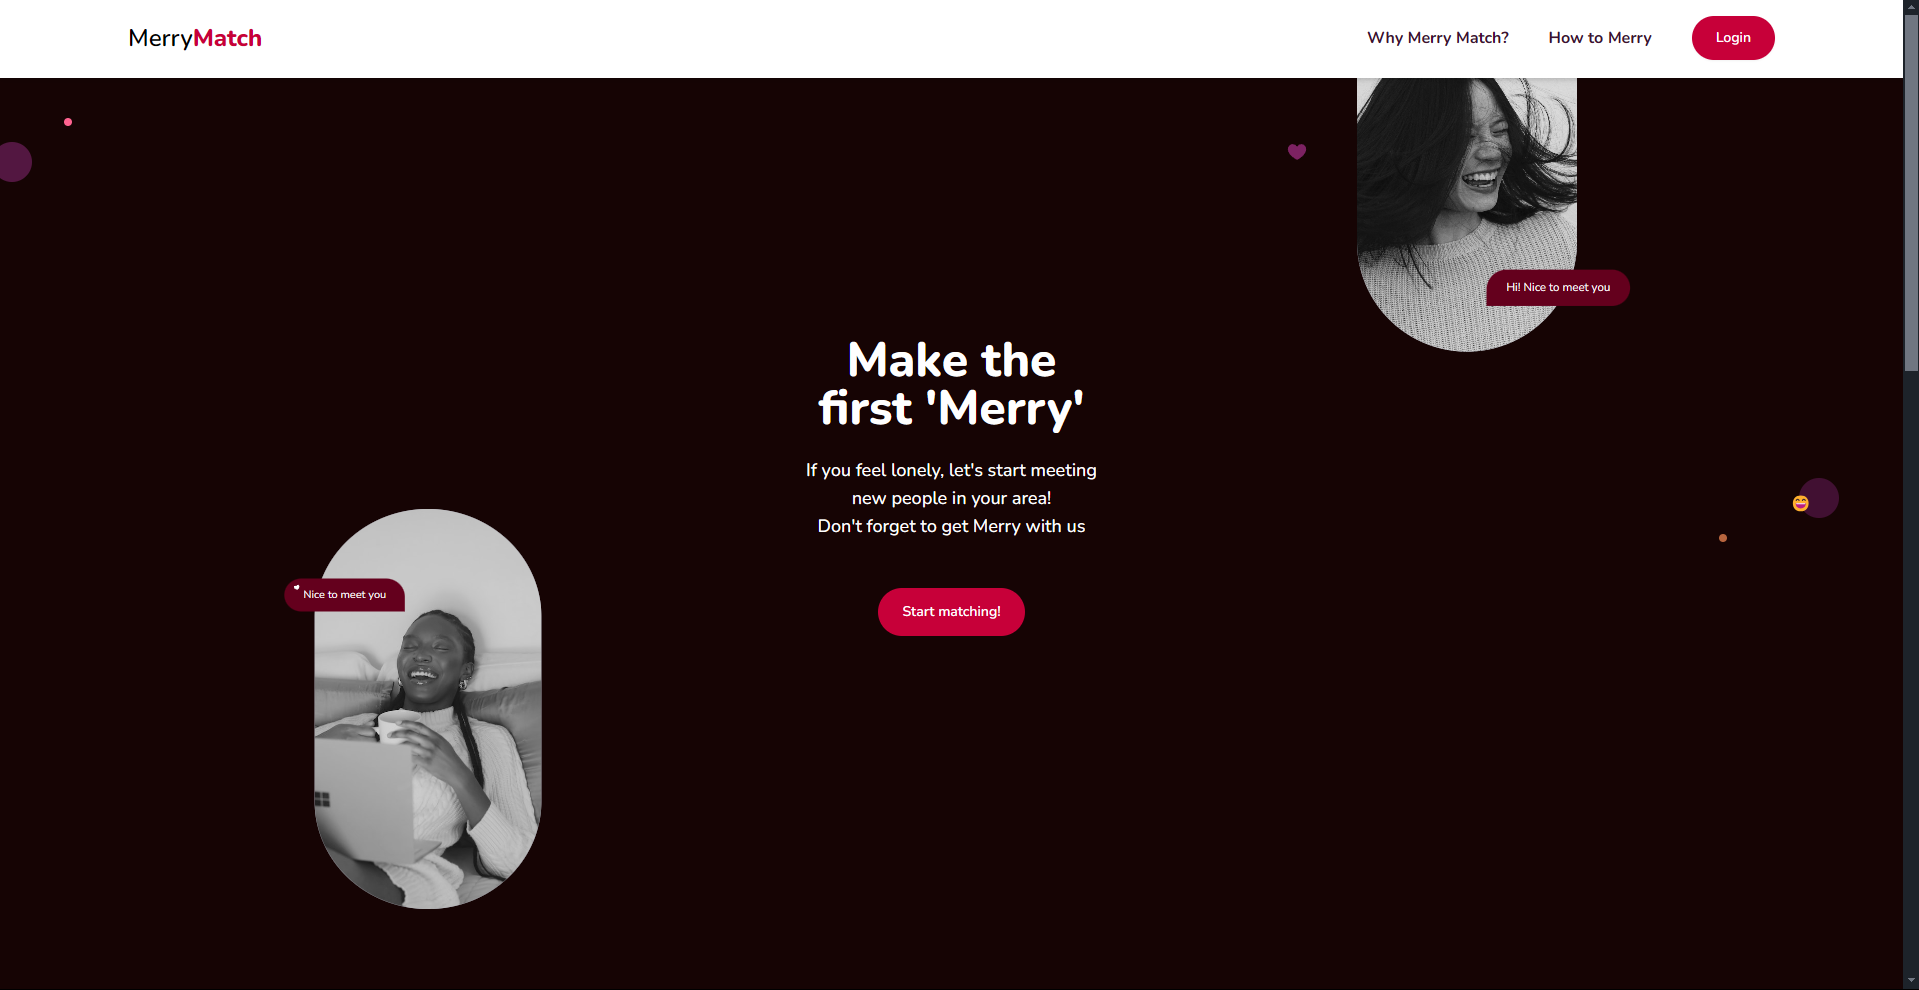 MerryMatch
Why Merry Match?
How to Merry
Login
Hi! Nice to meet you
Make the
first 'Merry'
If you feel lonely, let's start meeting
new people in your area!
Don't forget to get Merry with us
Nice to meet you
Start matching!